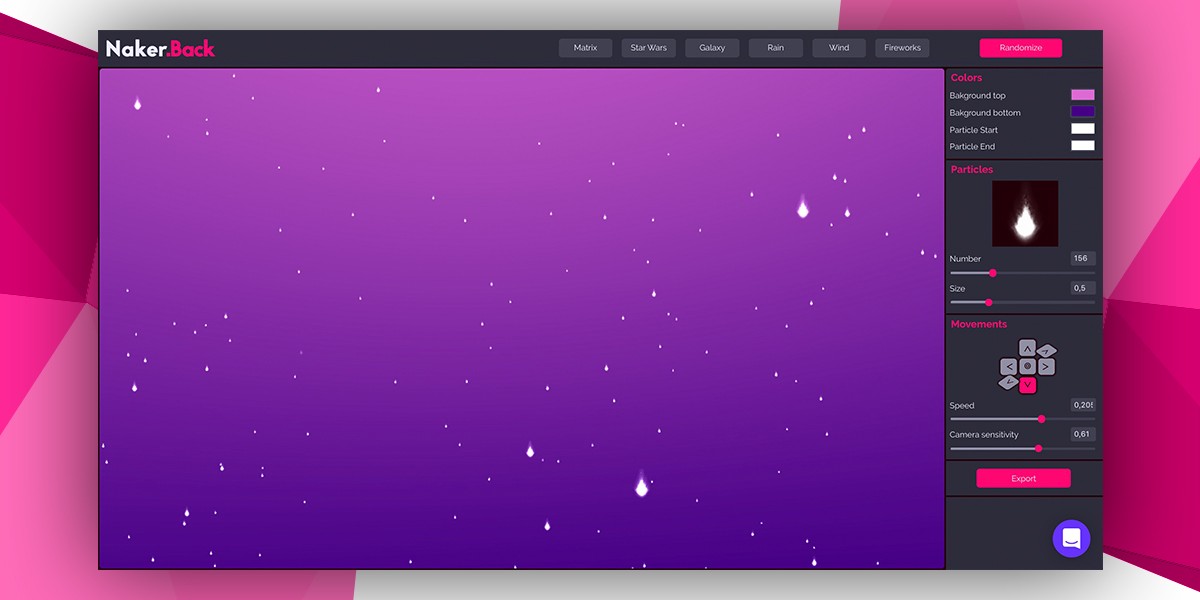 Naker.Back
Matrix
Star Wars
Galaxy
Rain
Wind
Fireworks
Randomize
Colors
Bakground top
Bakground bottom
Particle Start
Particle End
Particles
Number 156
Size 0,5
Movements
Speed 0,205
Camera sensitivity 0,61
Export